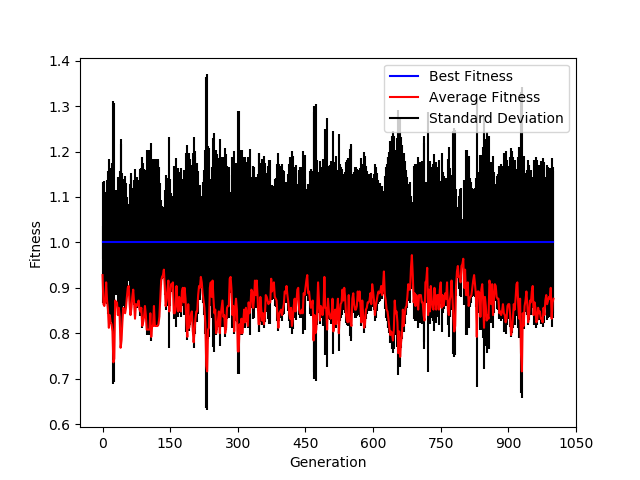 1.4
1.3
1.2
1.1
1.0
0.9
0.8
0.7
0.6
Fitness
Best Fitness
Average Fitness
Standard Deviation
0 150 300 450 600 750 900 1050
Generation